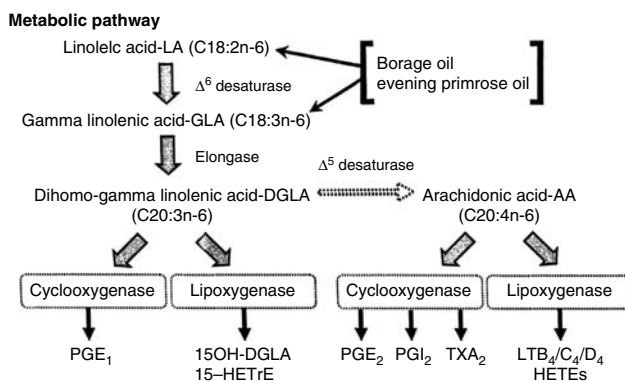 Metabolic pathway
Linolelc acid-LA (C18:2n-6)
Borage oil
evening primrose oil
Δ⁶ desaturase
Gamma linolenic acid-GLA (C18:3n-6)
Elongase
Δ⁵ desaturase
Dihomo-gamma linolenic acid-DGLA
(C20:3n-6)
Arachidonic acid-AA
(C20:4n-6)
Cyclooxygenase
Lipoxygenase
Cyclooxygenase
Lipoxygenase
PGE₁
15OH-DGLA
15–HETrE
PGE₂
PGI₂
TXA₂
LTB₄/C₄/D₄
HETEs